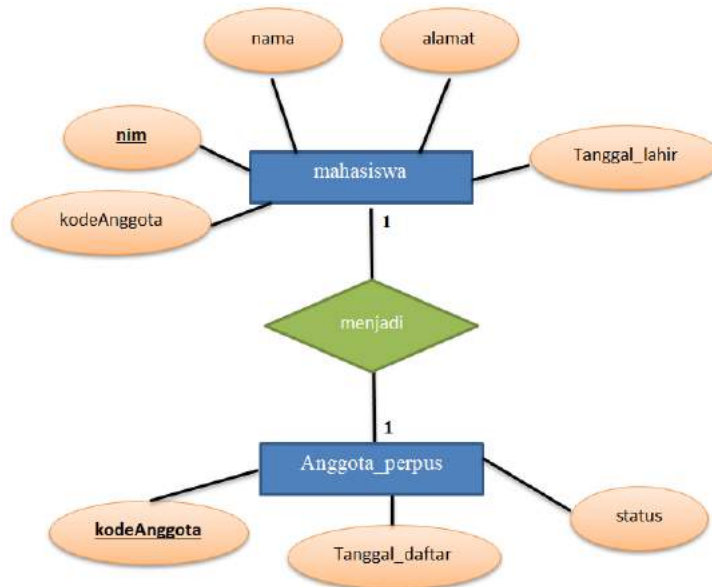 nama
alamat
nim
Tanggal_lahir
mahasiswa
kodeAnggota
1
menjadi
1
Anggota_perpus
kodeAnggota
Tanggal_daftar
status